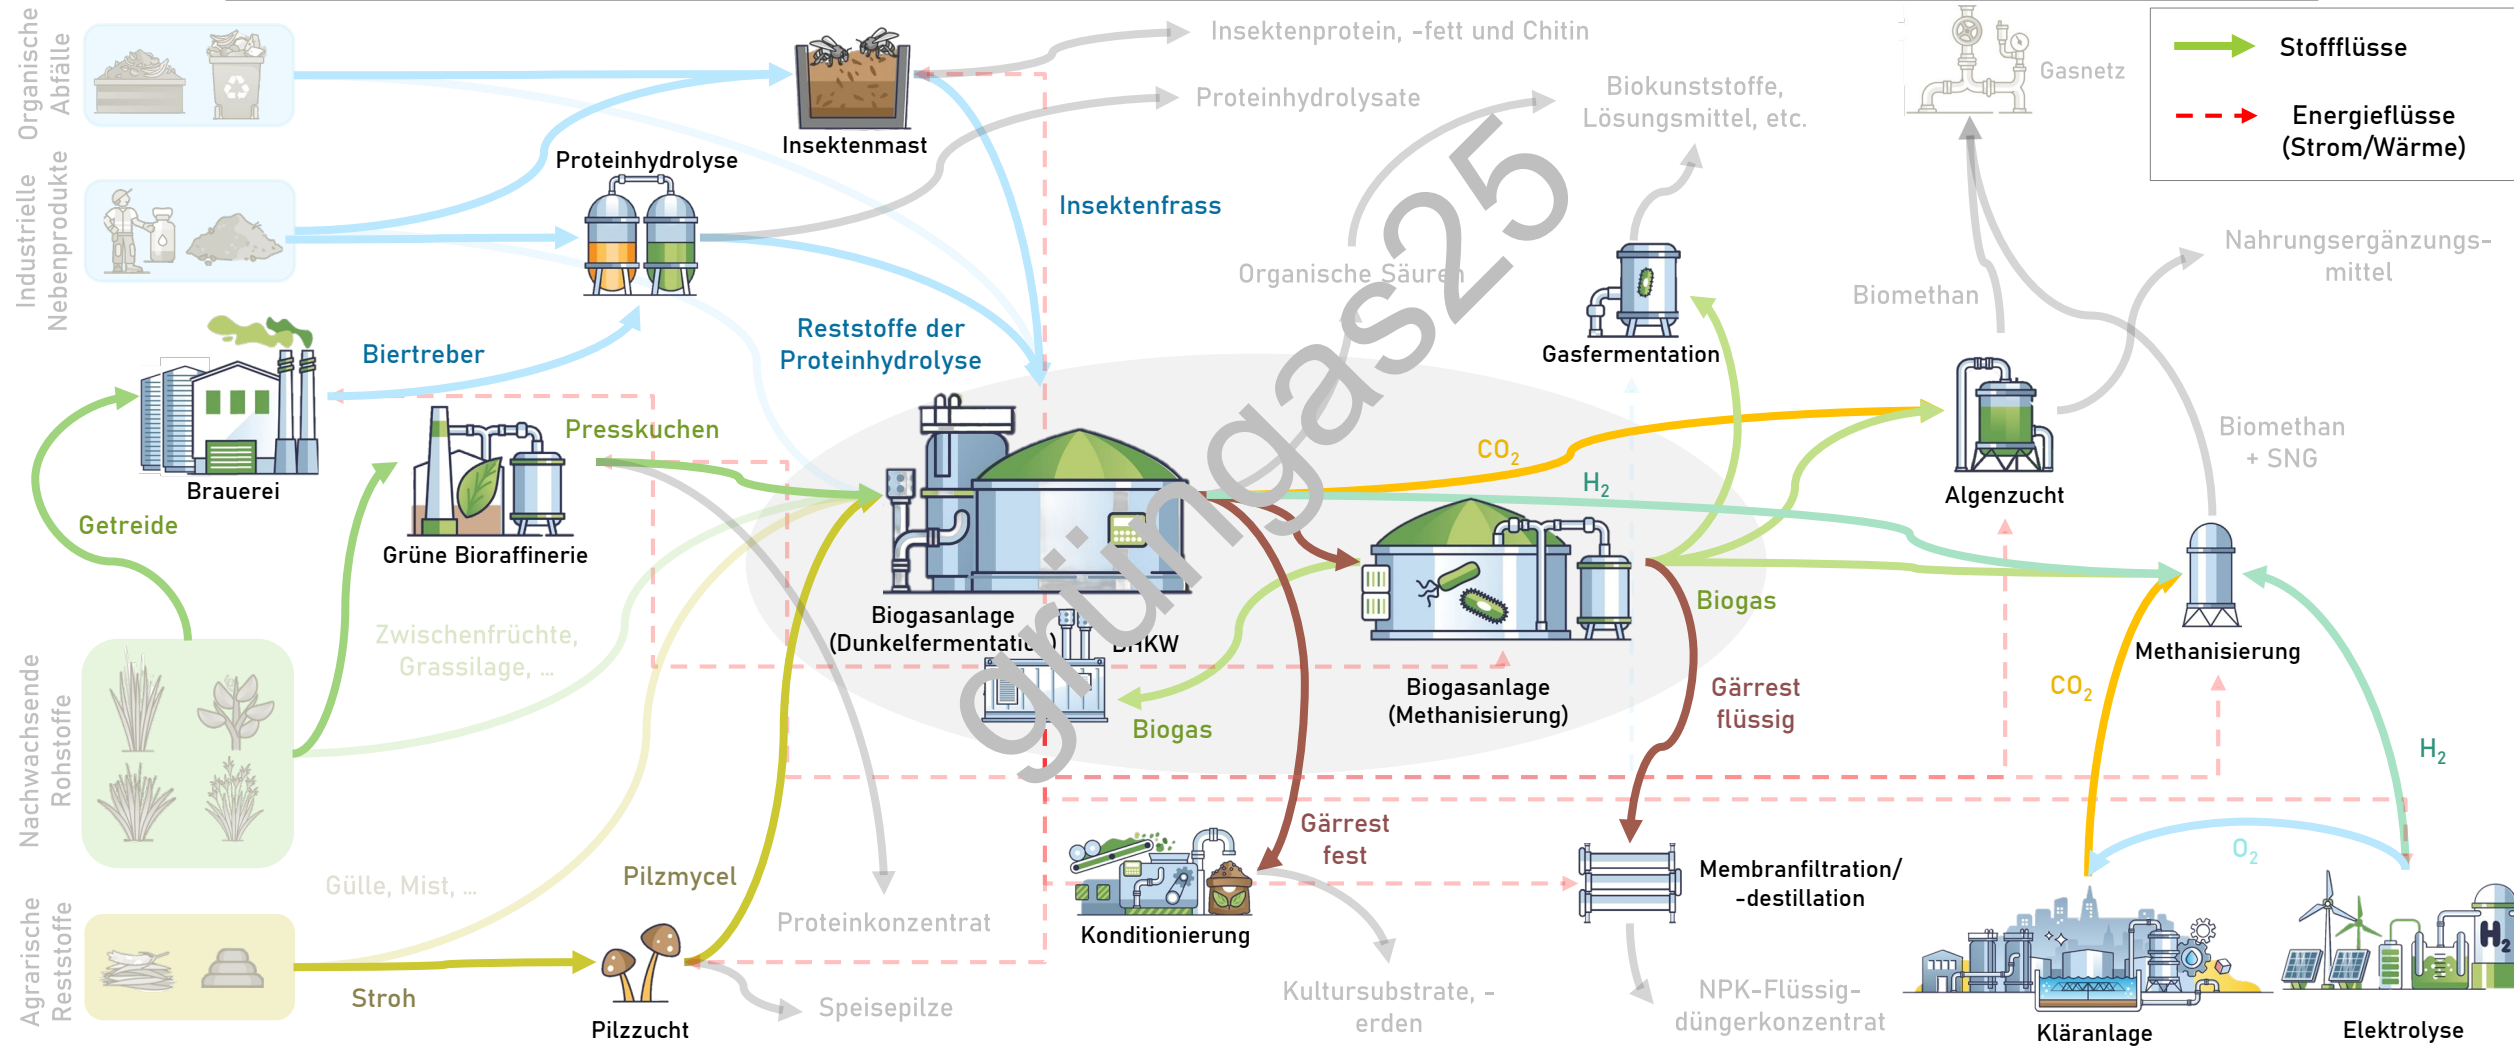 Organische
Abfälle
Industrielle
Nebenprodukte
Nachwachsende
Rohstoffe
Agrarische
Reststoffe
Insektenprotein, -fett und Chitin
Proteinhydrolysate
Biokunststoffe,
Lösungsmittel, etc.
Gasnetz
Stoffflüsse
Energieflüsse
(Strom/Wärme)
Insektenmast
Proteinhydrolyse
Insektenfrass
Organische Säuren
Biomethan
Nahrungsergänzungs-
mittel
Biertreber
Reststoffe der
Proteinhydrolyse
Gasfermentation
Presskuchen
CO2
H2
Biomethan
+ SNG
Brauerei
Getreide
Grüne Bioraffinerie
Algenzucht
Zwischenfrüchte,
Grassilage, ...
Biogasanlage
(Dunkelfermentation)
BHKW
Biogas
Biogas
Biogasanlage
(Methanisierung)
Gärrest
flüssig
Methanisierung
CO2
H2
O2
grüngas25
Gülle, Mist, ...
Pilzmycel
Gärrest
fest
Membranfiltration/
-destillation
Proteinkonzentrat
Konditionierung
Stroh
Pilzzucht
Speisepilze
Kultursubstrate, -
erden
NPK-Flüssig-
düngerkonzentrat
H2
Kläranlage
Elektrolyse